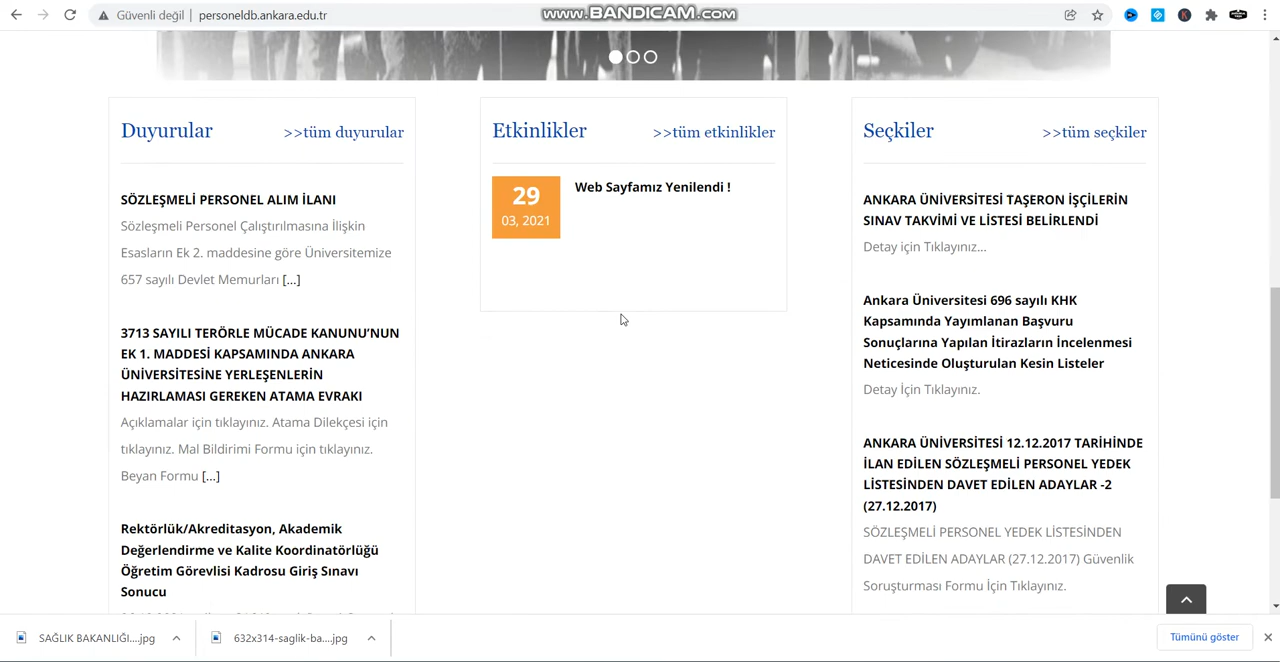 Güvenli değil | personeldb.ankara.edu.tr
www.BANDICAM.com
Duyurular
>>tüm duyurular
SÖZLEŞMELİ PERSONEL ALIM İLANI
Sözleşmeli Personel Çalıştırılmasına İlişkin
Esasların Ek 2. maddesine göre Üniversitemize
657 sayılı Devlet Memurları [...]
3713 SAYILI TERÖRLE MÜCADE KANUNU’NUN
EK 1. MADDESİ KAPSAMINDA ANKARA
ÜNİVERSİTESİNE YERLEŞENLERİN
HAZIRLAMASI GEREKEN ATAMA EVRAKI
Açıklamalar için tıklayınız. Atama Dilekçesi için
tıklayınız. Mal Bildirimi Formu için tıklayınız.
Beyan Formu [...]
Rektörlük/Akreditasyon, Akademik
Değerlendirme ve Kalite Koordinatörlüğü
Öğretim Görevlisi Kadrosu Giriş Sınavı
Sonucu
Etkinlikler
>>tüm etkinlikler
29
03, 2021
Web Sayfamız Yenilendi !
Seçkiler
>>tüm seçkiler
ANKARA ÜNİVERSİTESİ TAŞERON İŞÇİLERİN
SINAV TAKVİMİ VE LİSTESİ BELİRLENDİ
Detay için Tıklayınız...
Ankara Üniversitesi 696 sayılı KHK
Kapsamında Yayımlanan Başvuru
Sonuçlarına Yapılan İtirazların İncelenmesi
Neticesinde Oluşturulan Kesin Listeler
Detay İçin Tıklayınız.
ANKARA ÜNİVERSİTESİ 12.12.2017 TARİHİNDE
İLAN EDİLEN SÖZLEŞMELİ PERSONEL YEDEK
LİSTESİNDEN DAVET EDİLEN ADAYLAR -2
(27.12.2017)
SÖZLEŞMELİ PERSONEL YEDEK LİSTESİNDEN
DAVET EDİLEN ADAYLAR (27.12.2017) Güvenlik
Soruşturması Formu İçin Tıklayınız.
SAĞLIK BAKANLIĞI....jpg
632x314-saglik-ba....jpg
Tümünü göster